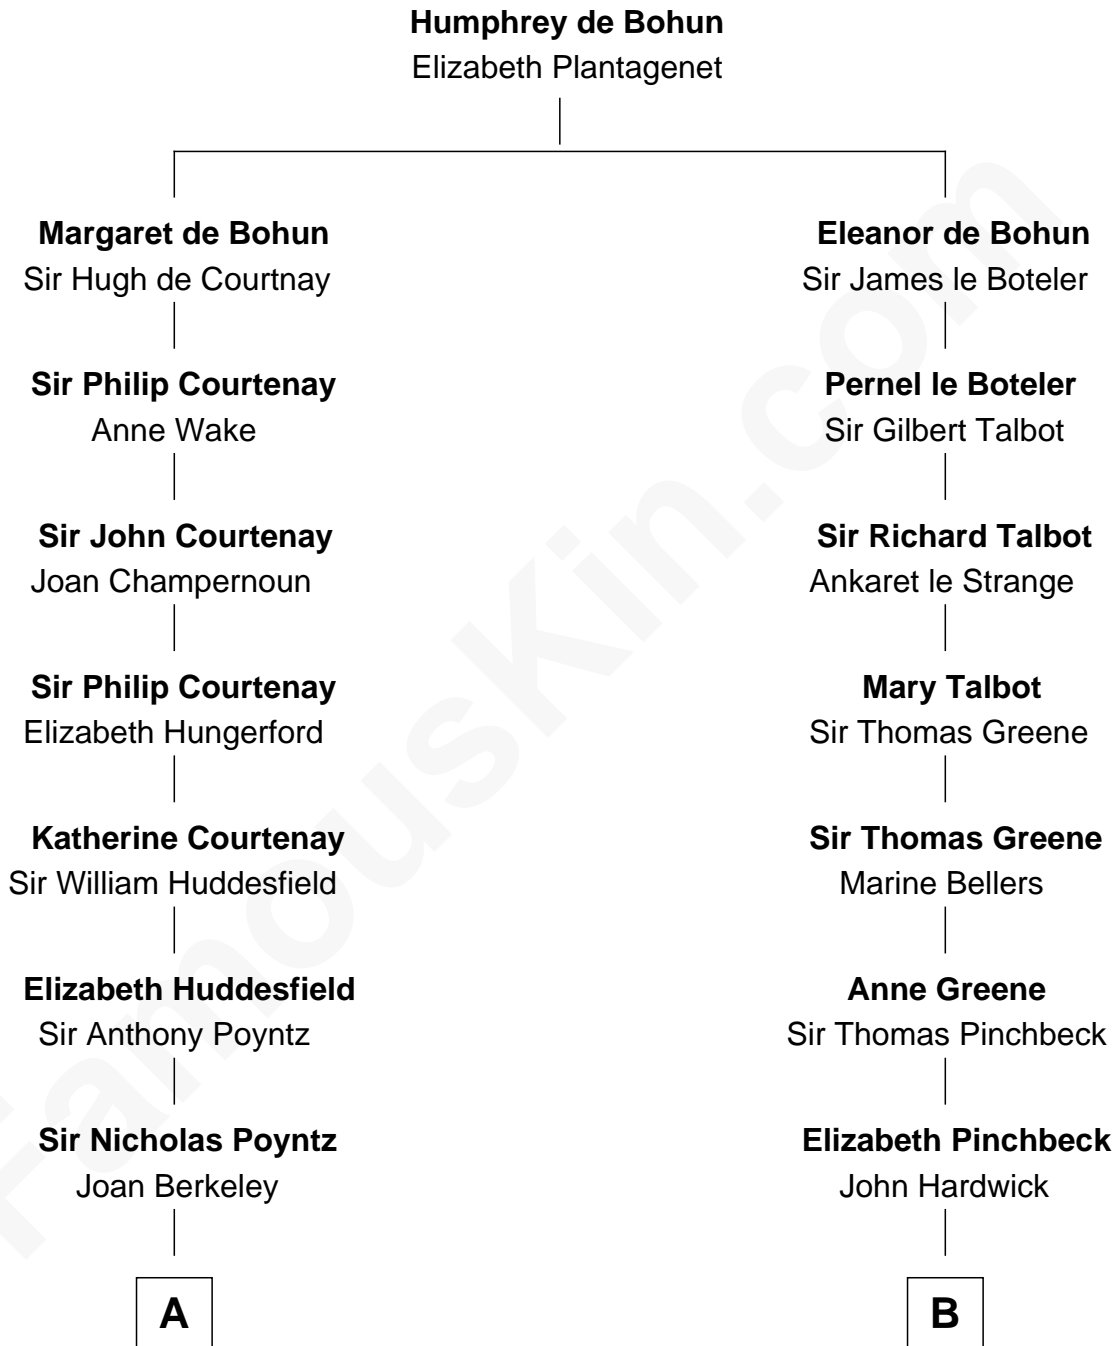 Humphrey de Bohun
Elizabeth Plantagenet
Margaret de Bohun
Sir Hugh de Courtnay
Eleanor de Bohun
Sir James le Boteler
Sir Philip Courtenay
Anne Wake
Pernel le Boteler
Sir Gilbert Talbot
Sir John Courtenay
Joan Champernoun
Sir Richard Talbot
Ankaret le Strange
Sir Philip Courtenay
Elizabeth Hungerford
Mary Talbot
Sir Thomas Greene
Katherine Courtenay
Sir William Huddesfield
Sir Thomas Greene
Marine Bellers
Elizabeth Huddesfield
Sir Anthony Poyntz
Anne Greene
Sir Thomas Pinchbeck
Sir Nicholas Poyntz
Joan Berkeley
Elizabeth Pinchbeck
John Hardwick
A
B
FamousKin.com